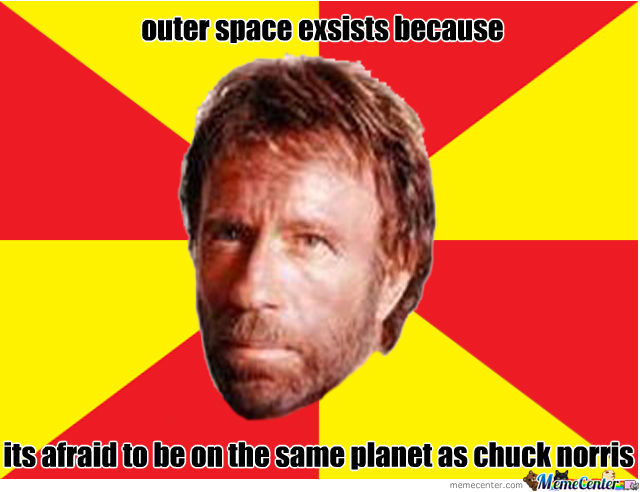 outer space exsists because
its afraid to be on the same planet as chuck norris
memecenter.com MemeCenter